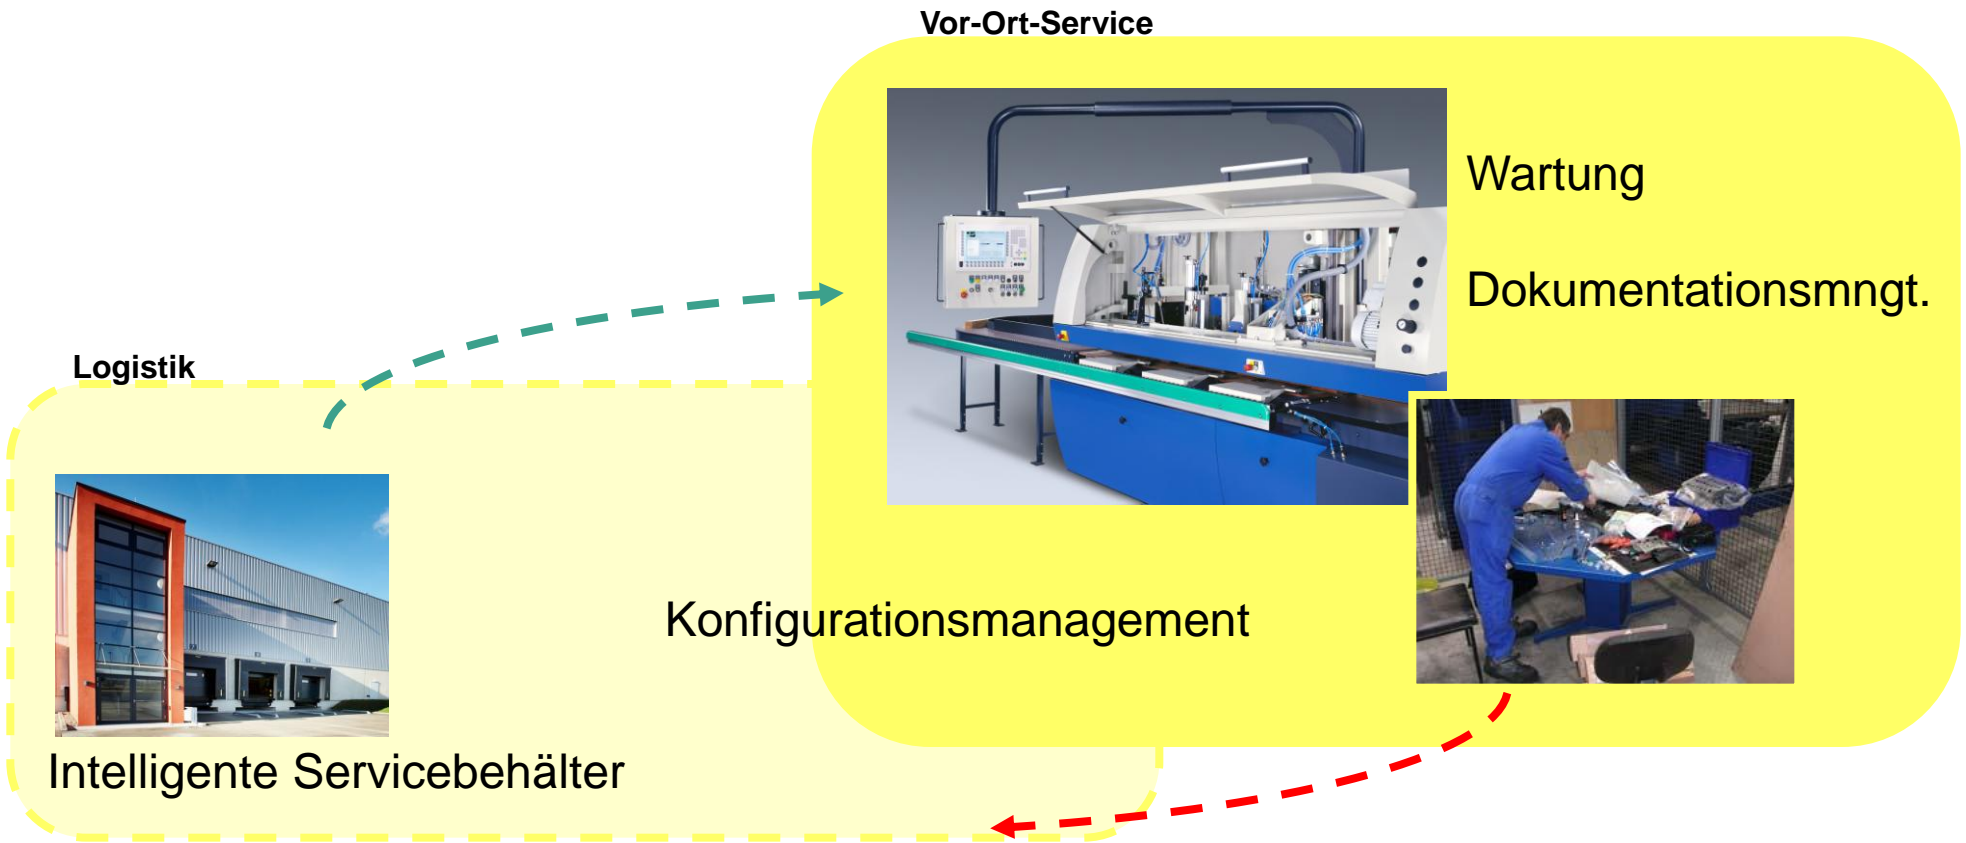 Vor-Ort-Service
Wartung
Dokumentationsmngt.
Logistik
Konfigurationsmanagement
Intelligente Servicebehälter